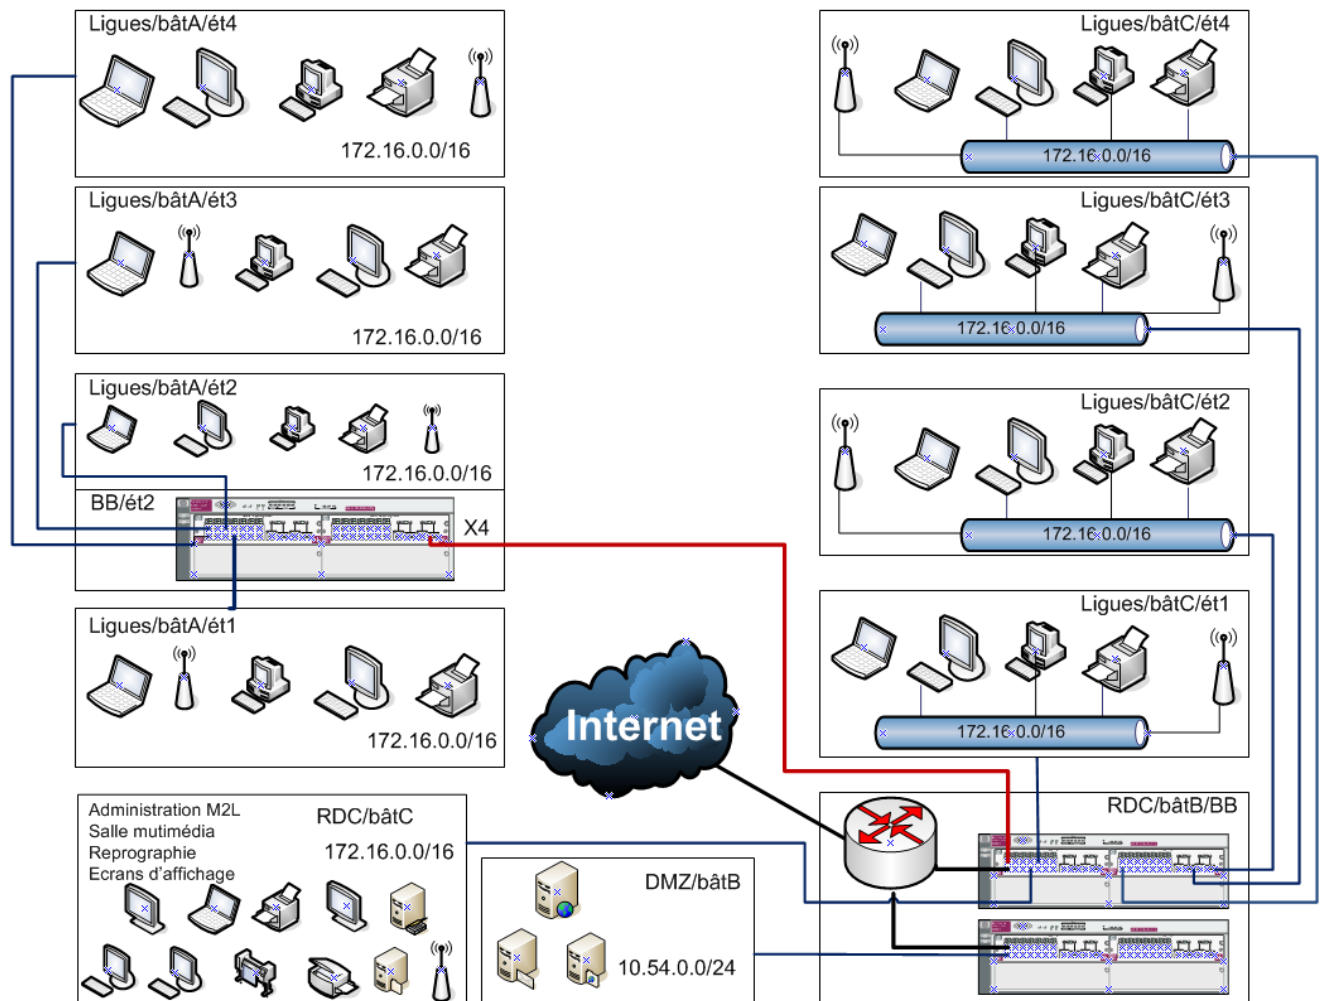 Ligues/bâtA/ét4
172.16.0.0/16
Ligues/bâtA/ét3
172.16.0.0/16
Ligues/bâtA/ét2
172.16.0.0/16
BB/ét2
X4
Ligues/bâtA/ét1
172.16.0.0/16
Administration M2L
Salle mutimédia
Reprographie
Ecrans d'affichage
RDC/bâtC
172.16.0.0/16
Internet
DMZ/bâtB
10.54.0.0/24
Ligues/bâtC/ét4
172.16.0.0/16
Ligues/bâtC/ét3
172.16.0.0/16
Ligues/bâtC/ét2
172.16.0.0/16
Ligues/bâtC/ét1
172.16.0.0/16
RDC/bâtB/BB